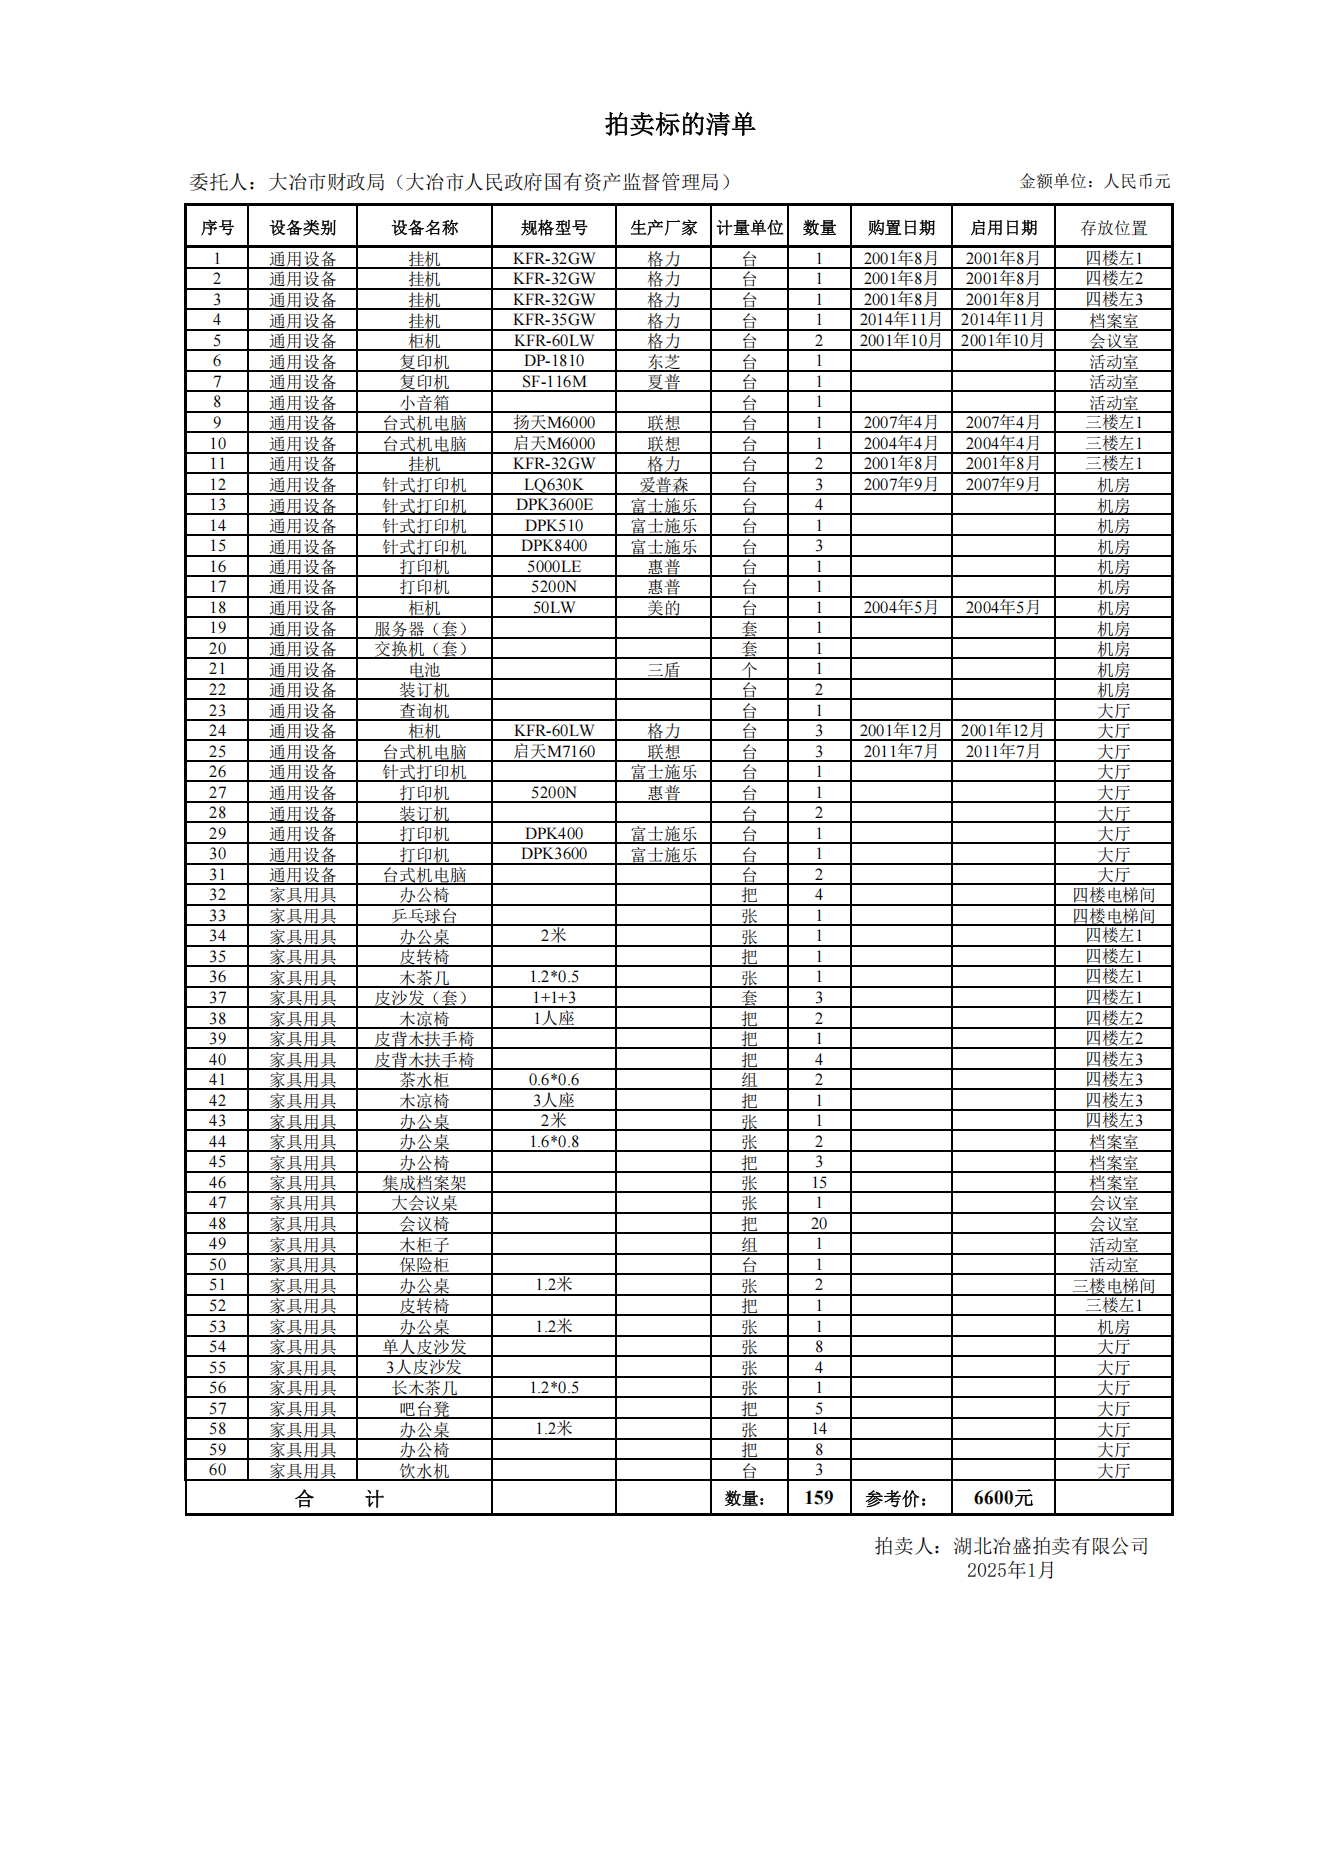 拍卖标的清单
委托人：大冶市财政局（大冶市人民政府国有资产监督管理局） 金额单位：人民币元
序号 设备类别 设备名称 规格型号 生产厂家 计量单位 数量 购置日期 启用日期 存放位置
1 通用设备 挂机 KFR-32GW 格力 台 1 2001年8月 2001年8月 四楼左1
2 通用设备 挂机 KFR-32GW 格力 台 1 2001年8月 2001年8月 四楼左2
3 通用设备 挂机 KFR-32GW 格力 台 1 2001年8月 2001年8月 四楼左3
4 通用设备 挂机 KFR-35GW 格力 台 1 2014年11月 2014年11月 档案室
5 通用设备 柜机 KFR-60LW 格力 台 2 2001年10月 2001年10月 会议室
6 通用设备 复印机 DP-1810 东芝 台 1 活动室
7 通用设备 复印机 SF-116M 夏普 台 1 活动室
8 通用设备 小音箱 台 1 活动室
9 通用设备 台式机电脑 扬天M6000 联想 台 1 2007年4月 2007年4月 三楼左1
10 通用设备 台式机电脑 启天M6000 联想 台 1 2004年4月 2004年4月 三楼左1
11 通用设备 挂机 KFR-32GW 格力 台 2 2001年8月 2001年8月 三楼左1
12 通用设备 针式打印机 LQ630K 爱普森 台 3 2007年9月 2007年9月 机房
13 通用设备 针式打印机 DPK3600E 富士施乐 台 4 机房
14 通用设备 针式打印机 DPK510 富士施乐 台 1 机房
15 通用设备 针式打印机 DPK8400 富士施乐 台 3 机房
16 通用设备 打印机 5000LE 惠普 台 1 机房
17 通用设备 打印机 5200N 惠普 台 1 机房
18 通用设备 柜机 50LW 美的 台 1 2004年5月 2004年5月 机房
19 通用设备 服务器（套） 套 1 机房
20 通用设备 交换机（套） 套 1 机房
21 通用设备 电池 三盾 个 1 机房
22 通用设备 装订机 台 2 机房
23 通用设备 查询机 台 1 大厅
24 通用设备 柜机 KFR-60LW 格力 台 3 2001年12月 2001年12月 大厅
25 通用设备 台式机电脑 启天M7160 联想 台 3 2011年7月 2011年7月 大厅
26 通用设备 针式打印机 富士施乐 台 1 大厅
27 通用设备 打印机 5200N 惠普 台 1 大厅
28 通用设备 装订机 台 2 大厅
29 通用设备 打印机 DPK400 富士施乐 台 1 大厅
30 通用设备 打印机 DPK3600 富士施乐 台 1 大厅
31 通用设备 台式机电脑 台 2 大厅
32 家具用具 办公椅 把 4 四楼电梯间
33 家具用具 乒乓球台 张 1 四楼电梯间
34 家具用具 办公桌 2米 张 1 四楼左1
35 家具用具 皮转椅 把 1 四楼左1
36 家具用具 木茶几 1.2*0.5 张 1 四楼左1
37 家具用具 皮沙发（套） 1+1+3 套 3 四楼左1
38 家具用具 木凉椅 1人座 把 2 四楼左2
39 家具用具 皮背木扶手椅 把 1 四楼左2
40 家具用具 皮背木扶手椅 把 4 四楼左3
41 家具用具 茶水柜 0.6*0.6 组 2 四楼左3
42 家具用具 木凉椅 3人座 把 1 四楼左3
43 家具用具 办公桌 2米 张 1 四楼左3
44 家具用具 办公桌 1.6*0.8 张 2 档案室
45 家具用具 办公椅 把 3 档案室
46 家具用具 集成档案架 张 15 档案室
47 家具用具 大会议桌 张 1 会议室
48 家具用具 会议椅 把 20 会议室
49 家具用具 木柜子 组 1 活动室
50 家具用具 保险柜 台 1 活动室
51 家具用具 办公桌 1.2米 张 2 三楼电梯间
52 家具用具 皮转椅 把 1 三楼左1
53 家具用具 办公桌 1.2米 张 1 机房
54 家具用具 单人皮沙发 张 8 大厅
55 家具用具 3人皮沙发 张 4 大厅
56 家具用具 长木茶几 1.2*0.5 张 1 大厅
57 家具用具 吧台凳 把 5 大厅
58 家具用具 办公桌 1.2米 张 14 大厅
59 家具用具 办公椅 把 8 大厅
60 家具用具 饮水机 台 3 大厅
合 计 数量： 159 参考价： 6600元
拍卖人：湖北冶盛拍卖有限公司
2025年1月